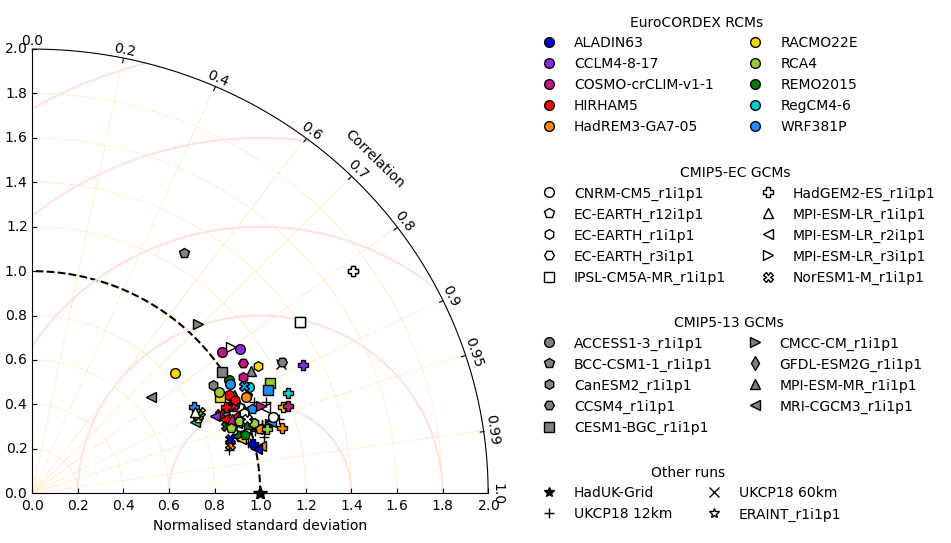 EuroCORDEX RCMs
ALADIN63
RACMO22E
CCLM4-8-17
RCA4
COSMO-crCLIM-v1-1
REMO2015
HIRHAM5
RegCM4-6
HadREM3-GA7-05
WRF381P
CMIP5-EC GCMs
CNRM-CM5_r1i1p1
HadGEM2-ES_r1i1p1
EC-EARTH_r12i1p1
MPI-ESM-LR_r1i1p1
EC-EARTH_r1i1p1
MPI-ESM-LR_r2i1p1
EC-EARTH_r3i1p1
MPI-ESM-LR_r3i1p1
IPSL-CM5A-MR_r1i1p1
NorESM1-M_r1i1p1
CMIP5-13 GCMs
ACCESS1-3_r1i1p1
CMCC-CM_r1i1p1
BCC-CSM1-1_r1i1p1
GFDL-ESM2G_r1i1p1
CanESM2_r1i1p1
MPI-ESM-MR_r1i1p1
CCSM4_r1i1p1
MRI-CGCM3_r1i1p1
CESM1-BGC_r1i1p1
Other runs
HadUK-Grid
UKCP18 60km
UKCP18 12km
ERAINT_r1i1p1
0.0
0.2
0.4
0.6
0.7
0.8
0.9
0.95
0.99
1.0
Correlation
2.0
1.8
1.6
1.4
1.2
1.0
0.8
0.6
0.4
0.2
0.0
0.0 0.2 0.4 0.6 0.8 1.0 1.2 1.4 1.6 1.8 2.0
Normalised standard deviation